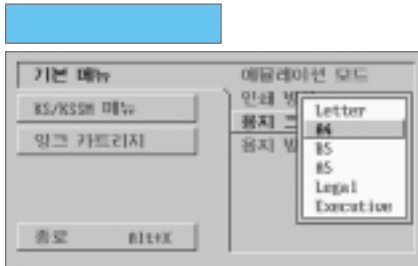 기본 메뉴
KS/KSSM 메뉴
잉크 카트리지
종료 Alt+X
에뮬레이션 모드
인쇄 방
용지 크
용지 방
Letter
A4
B5
A5
Legal
Executive